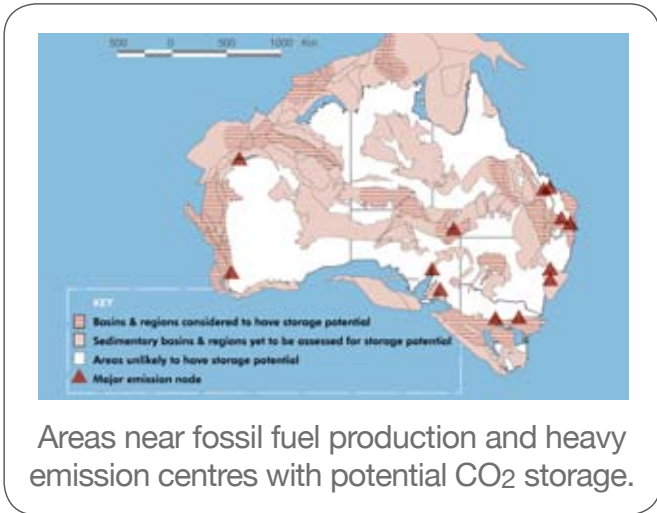 500 0 500 1000 Km
KEY
Basins & regions considered to have storage potential
Sedimentary basins & regions yet to be assessed for storage potential
Areas unlikely to have storage potential
Major emission node
Areas near fossil fuel production and heavy
emission centres with potential CO2 storage.